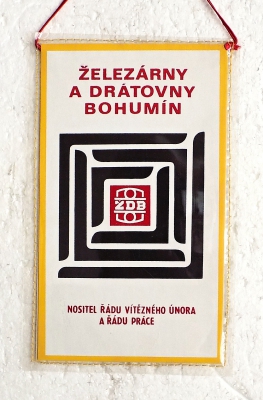 ŽELEZÁRNY
A DRÁTOVNY
BOHUMÍN
ŽDB
NOSITEL ŘÁDU VÍTĚZNÉHO ÚNORA
A ŘÁDU PRÁCE